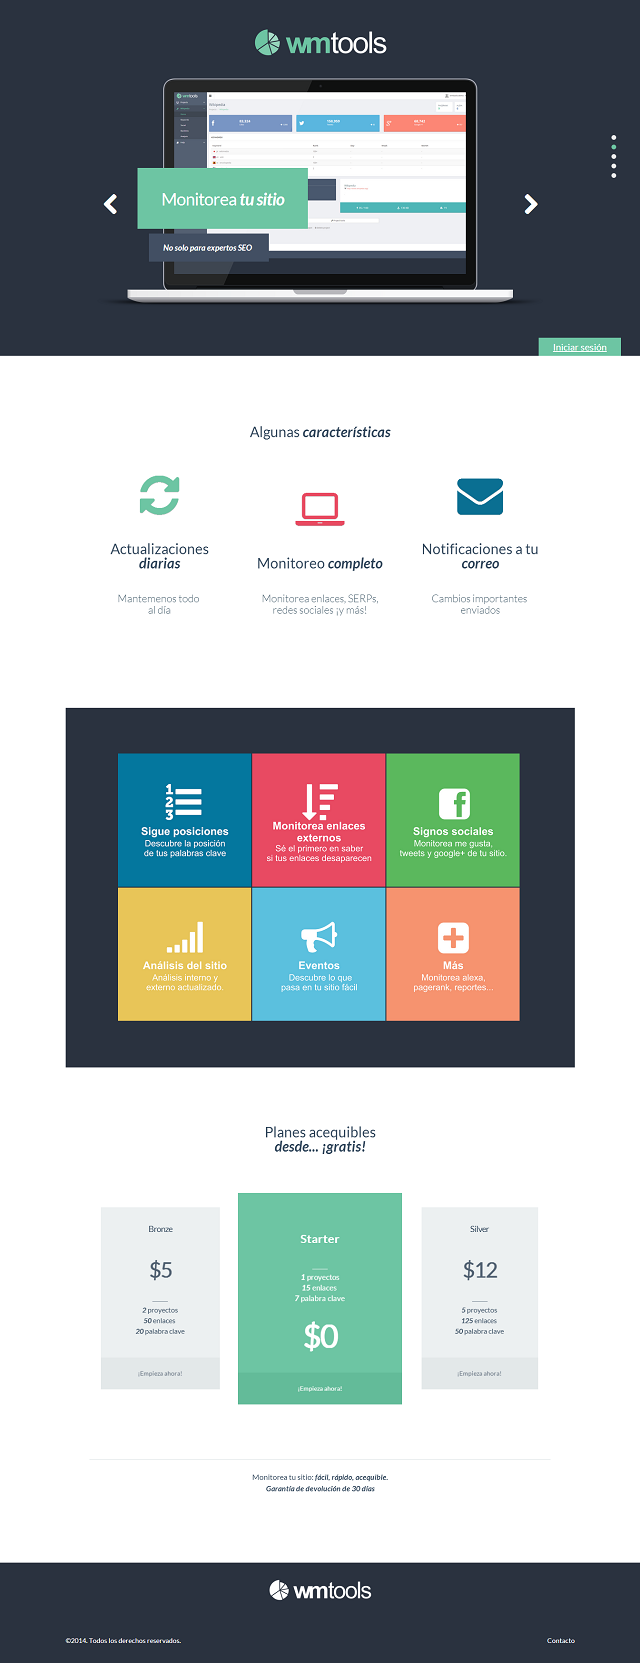 wmtools
wmtools
Wikipedia
Monitorea tu sitio
No solo para expertos SEO
Iniciar sesión
Algunas características
Actualizaciones
diarias
Mantemenos todo
al día
Monitoreo completo
Monitorea enlaces, SERPs,
redes sociales ¡y más!
Notificaciones a tu
correo
Cambios importantes
enviados
Sigue posiciones
Descubre la posición
de tus palabras clave
Monitorea enlaces
externos
Sé el primero en saber
si tus enlaces desaparecen
Signos sociales
Monitorea me gusta,
tweets y google+ de tu sitio.
Análisis del sitio
Análisis interno y
externo actualizado.
Eventos
Descubre lo que
pasa en tu sitio fácil
Más
Monitorea alexa,
pagerank, reportes...
Planes acequibles
desde... ¡gratis!
Bronze
$5
2 proyectos
50 enlaces
20 palabra clave
¡Empieza ahora!
Starter
1 proyectos
15 enlaces
7 palabra clave
$0
¡Empieza ahora!
Silver
$12
5 proyectos
125 enlaces
50 palabra clave
¡Empieza ahora!
Monitorea tu sitio: fácil, rápido, acequible.
Garantía de devolución de 30 días
wmtools
©2014. Todos los derechos reservados.
Contacto